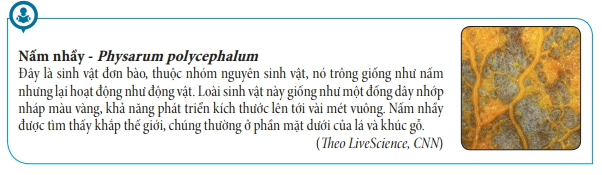 Nấm nhầy - Physarum polycephalum
Đây là sinh vật đơn bào, thuộc nhóm nguyên sinh vật, nó trông giống như nấm
nhưng lại hoạt động như động vật. Loài sinh vật này giống như một đống dây nhớp
nháp màu vàng, khả năng phát triển kích thước lên tới vài mét vuông. Nấm nhầy
được tìm thấy khắp thế giới, chúng thường ở phần mặt dưới của lá và khúc gỗ.
(Theo LiveScience, CNN)